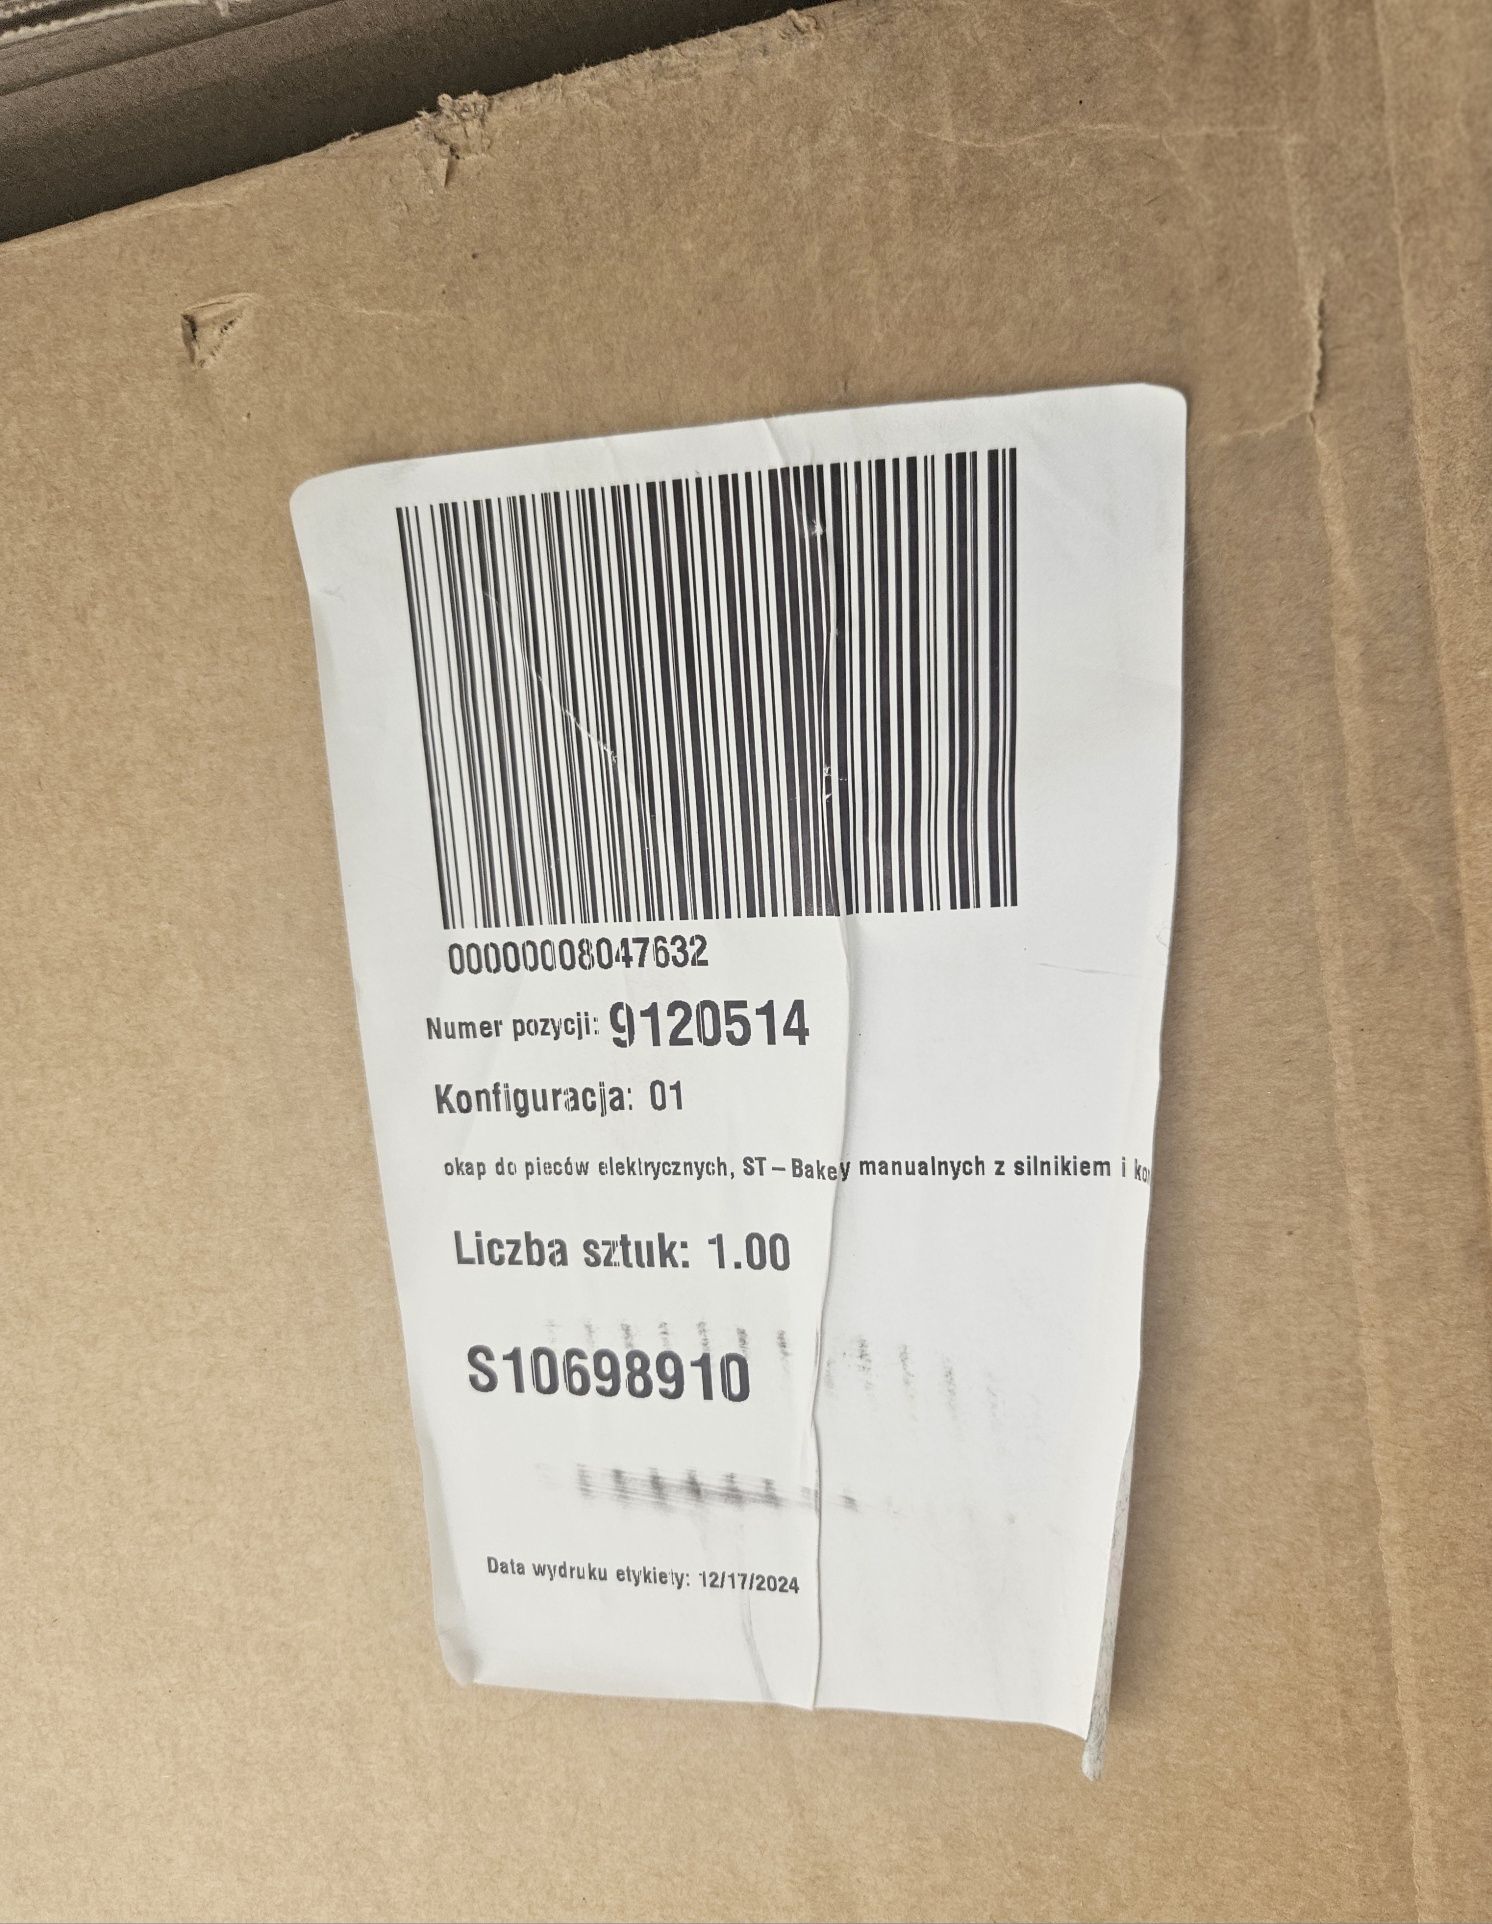 00000008047632
Numer pozycji: 9120514
Konfiguracja: 01
okap do pieców elektrycznych, ST – Bakey manualnych z silnikiem i
Liczba sztuk: 1.00
S10698910
Data wydruku etykiety: 12/17/2024